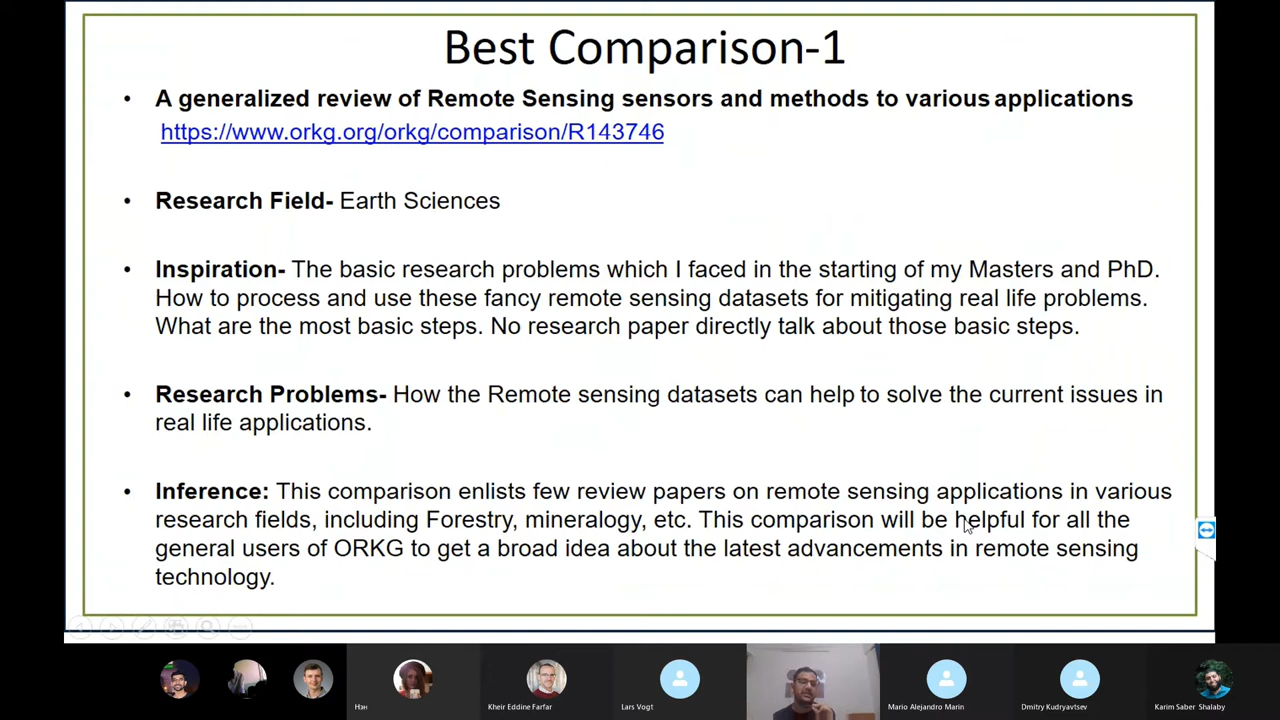 Best Comparison-1
• A generalized review of Remote Sensing sensors and methods to various applications
https://www.orkg.org/orkg/comparison/R143746
• Research Field- Earth Sciences
• Inspiration- The basic research problems which I faced in the starting of my Masters and PhD.
How to process and use these fancy remote sensing datasets for mitigating real life problems.
What are the most basic steps. No research paper directly talk about those basic steps.
• Research Problems- How the Remote sensing datasets can help to solve the current issues in
real life applications.
• Inference: This comparison enlists few review papers on remote sensing applications in various
research fields, including Forestry, mineralogy, etc. This comparison will be helpful for all the
general users of ORKG to get a broad idea about the latest advancements in remote sensing
technology.
Нэн
Kheir Eddine Farfar
Lars Vogt
Mario Alejandro Marin
Dmitry Kudryavtsev
Karim Saber Shalaby